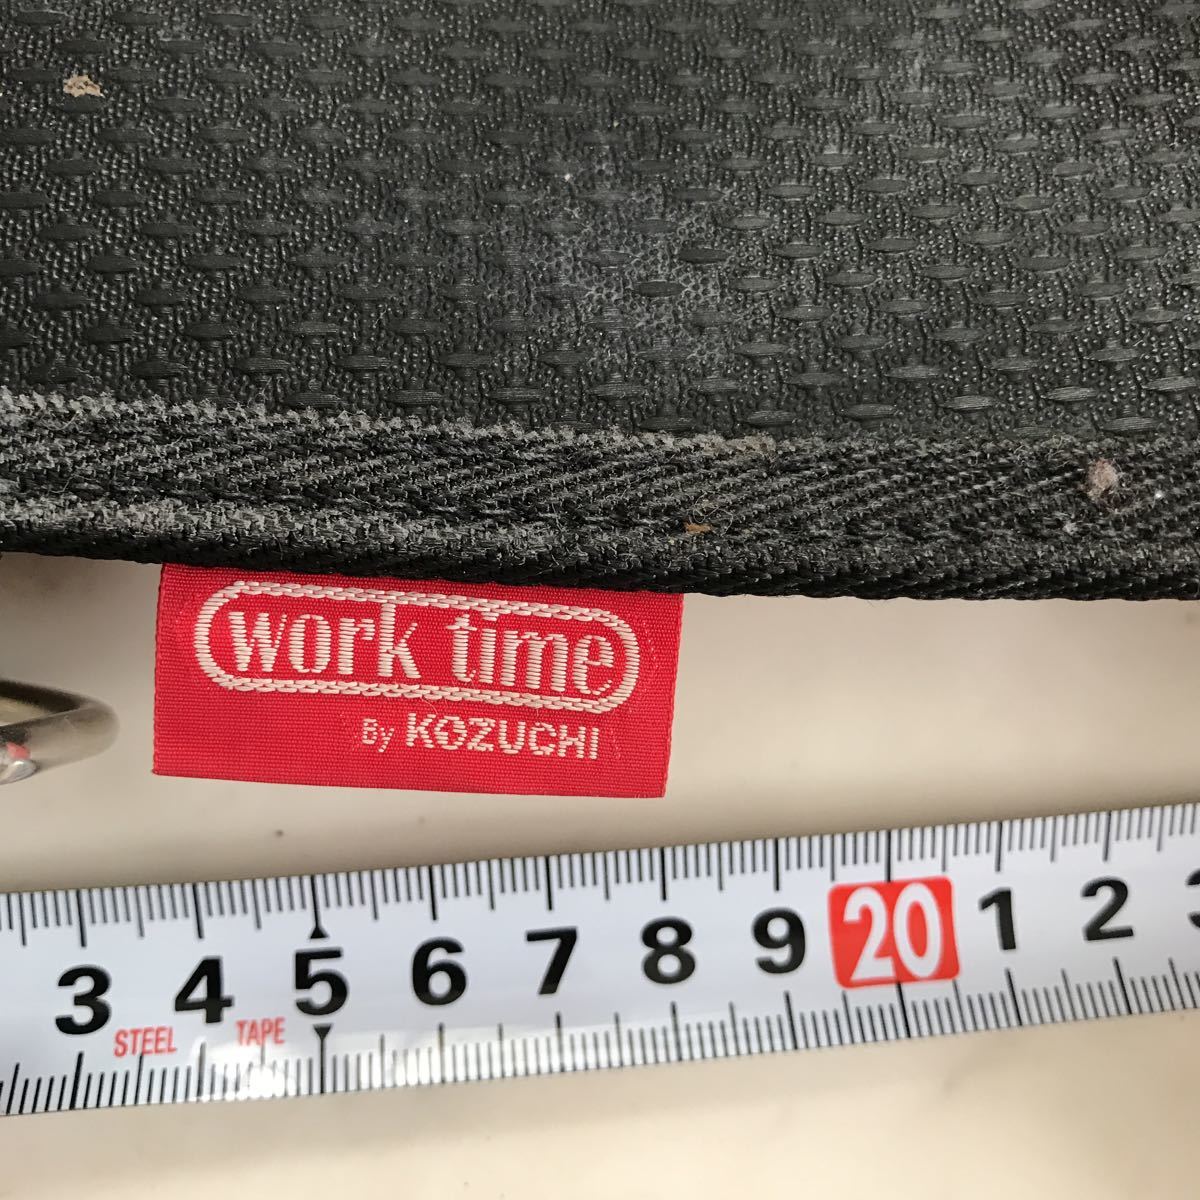 work time
By KOZUCHI
3 4 5 6 7 8 9 20 1 2
STEEL TAPE